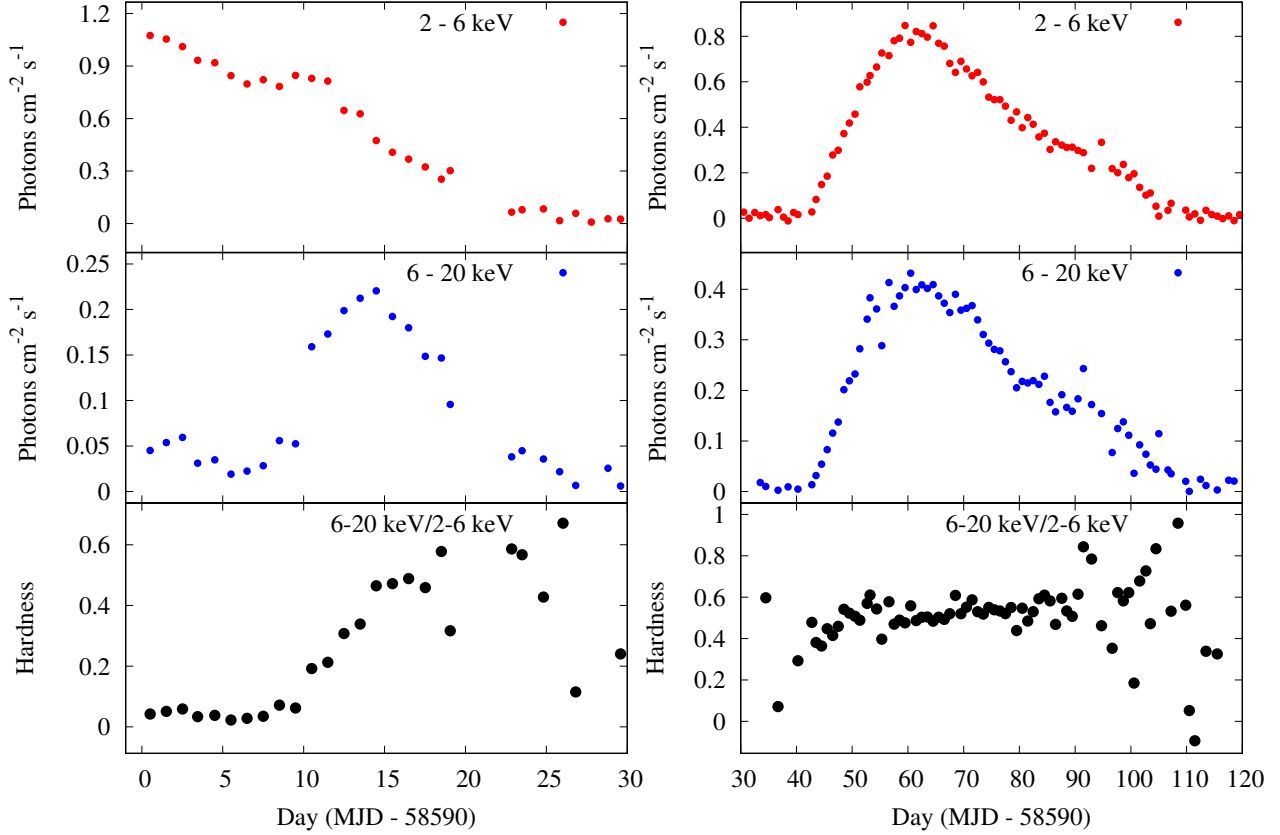 2 - 6 keV
1.2
0.9
0.6
0.3
0
Photons cm-2 s-1
6 - 20 keV
0.25
0.2
0.15
0.1
0.05
0
Photons cm-2 s-1
6-20 keV/2-6 keV
0.6
0.4
0.2
0
Hardness
0 5 10 15 20 25 30
Day (MJD - 58590)
2 - 6 keV
0.8
0.6
0.4
0.2
0
Photons cm-2 s-1
6 - 20 keV
0.4
0.3
0.2
0.1
0
Photons cm-2 s-1
6-20 keV/2-6 keV
1
0.8
0.6
0.4
0.2
0
Hardness
30 40 50 60 70 80 90 100 110 120
Day (MJD - 58590)